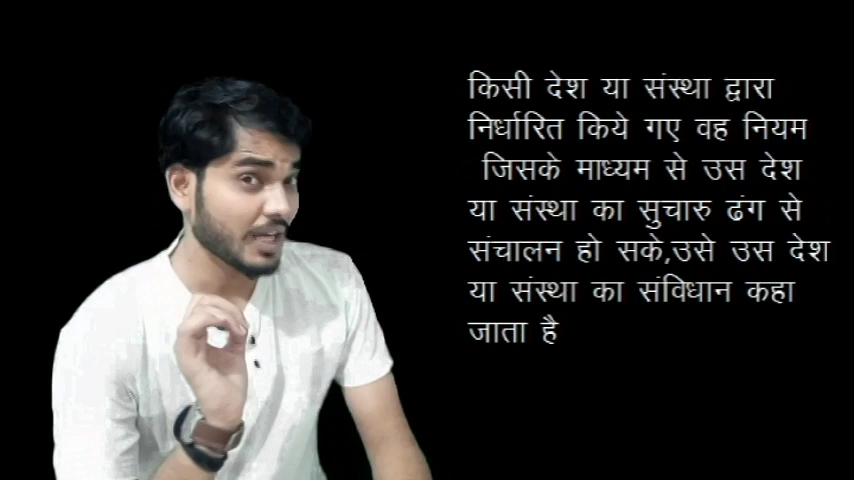 किसी देश या संस्था द्वारा
निर्धारित किये गए वह नियम
जिसके माध्यम से उस देश
या संस्था का सुचारु ढंग से
संचालन हो सके,उसे उस देश
या संस्था का संविधान कहा
जाता है